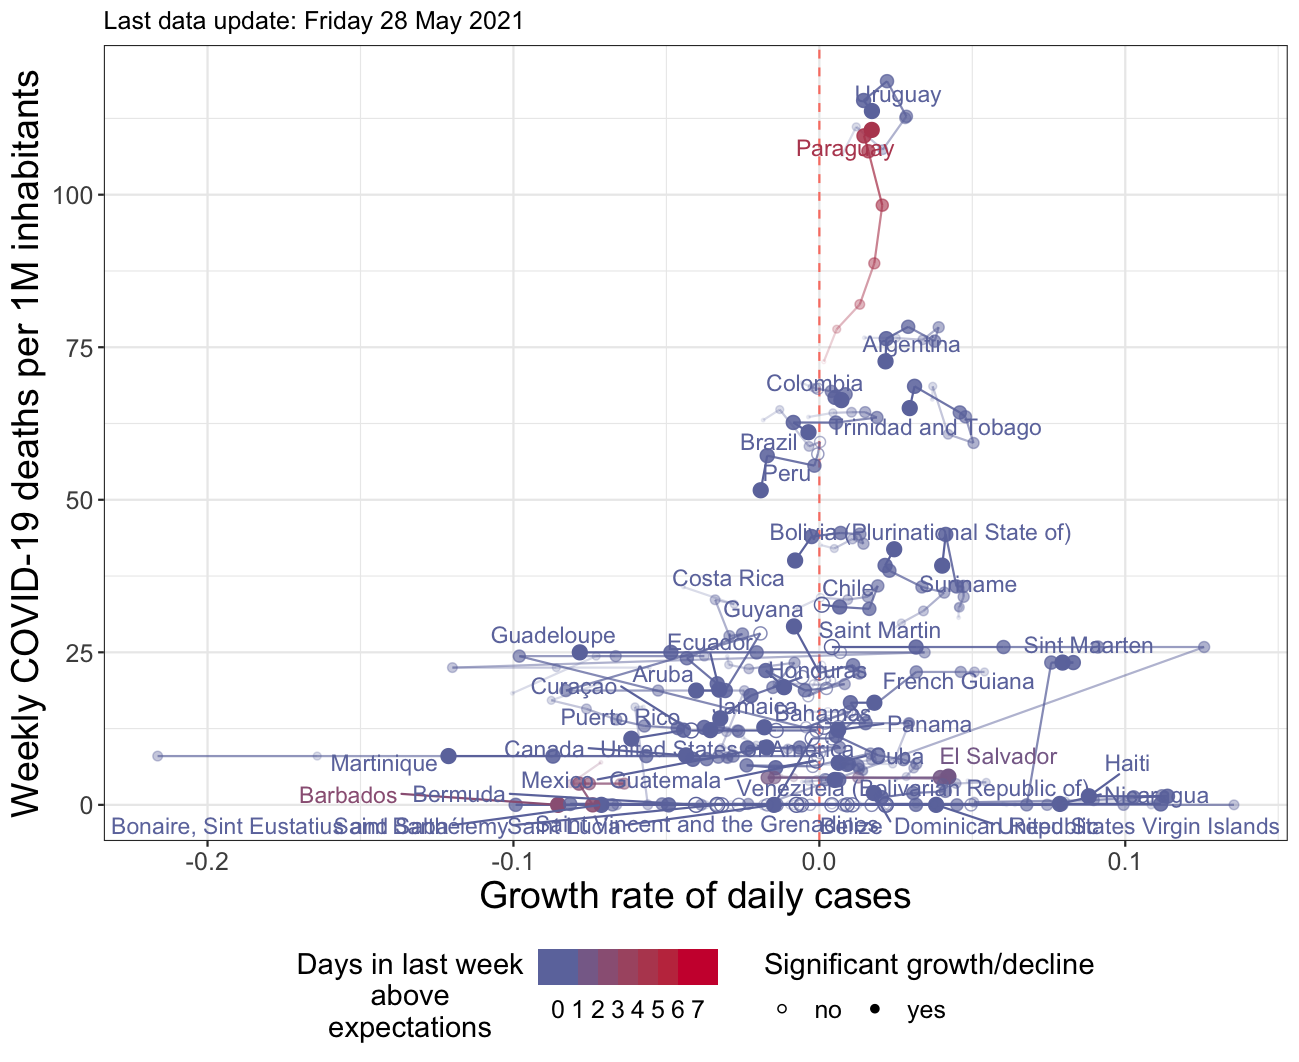 Last data update: Friday 28 May 2021
Weekly COVID-19 deaths per 1M inhabitants
100
75
50
25
0
Uruguay
Paraguay
Argentina
Colombia
Trinidad and Tobago
Brazil
Peru
Bolivia (Plurinational State of)
Costa Rica
Chile
Suriname
Guyana
Guadeloupe
Ecuador
Saint Martin
Sint Maarten
Aruba
Honduras
Curaçao
French Guiana
Jamaica
Puerto Rico
Bahamas
Panama
Canada
United States of America
Martinique
Cuba
El Salvador
Mexico
Guatemala
Haiti
Barbados
Bermuda
Venezuela (Bolivarian Republic of)
Nicaragua
Bonaire, Sint Eustatius and Saba
Saint Barthélemy
Saint Lucia
Saint Vincent and the Grenadines
Belize
Dominican Republic
United States Virgin Islands
-0.2
-0.1
0.0
0.1
Growth rate of daily cases
Days in last week
above
expectations
0 1 2 3 4 5 6 7
Significant growth/decline
no
yes